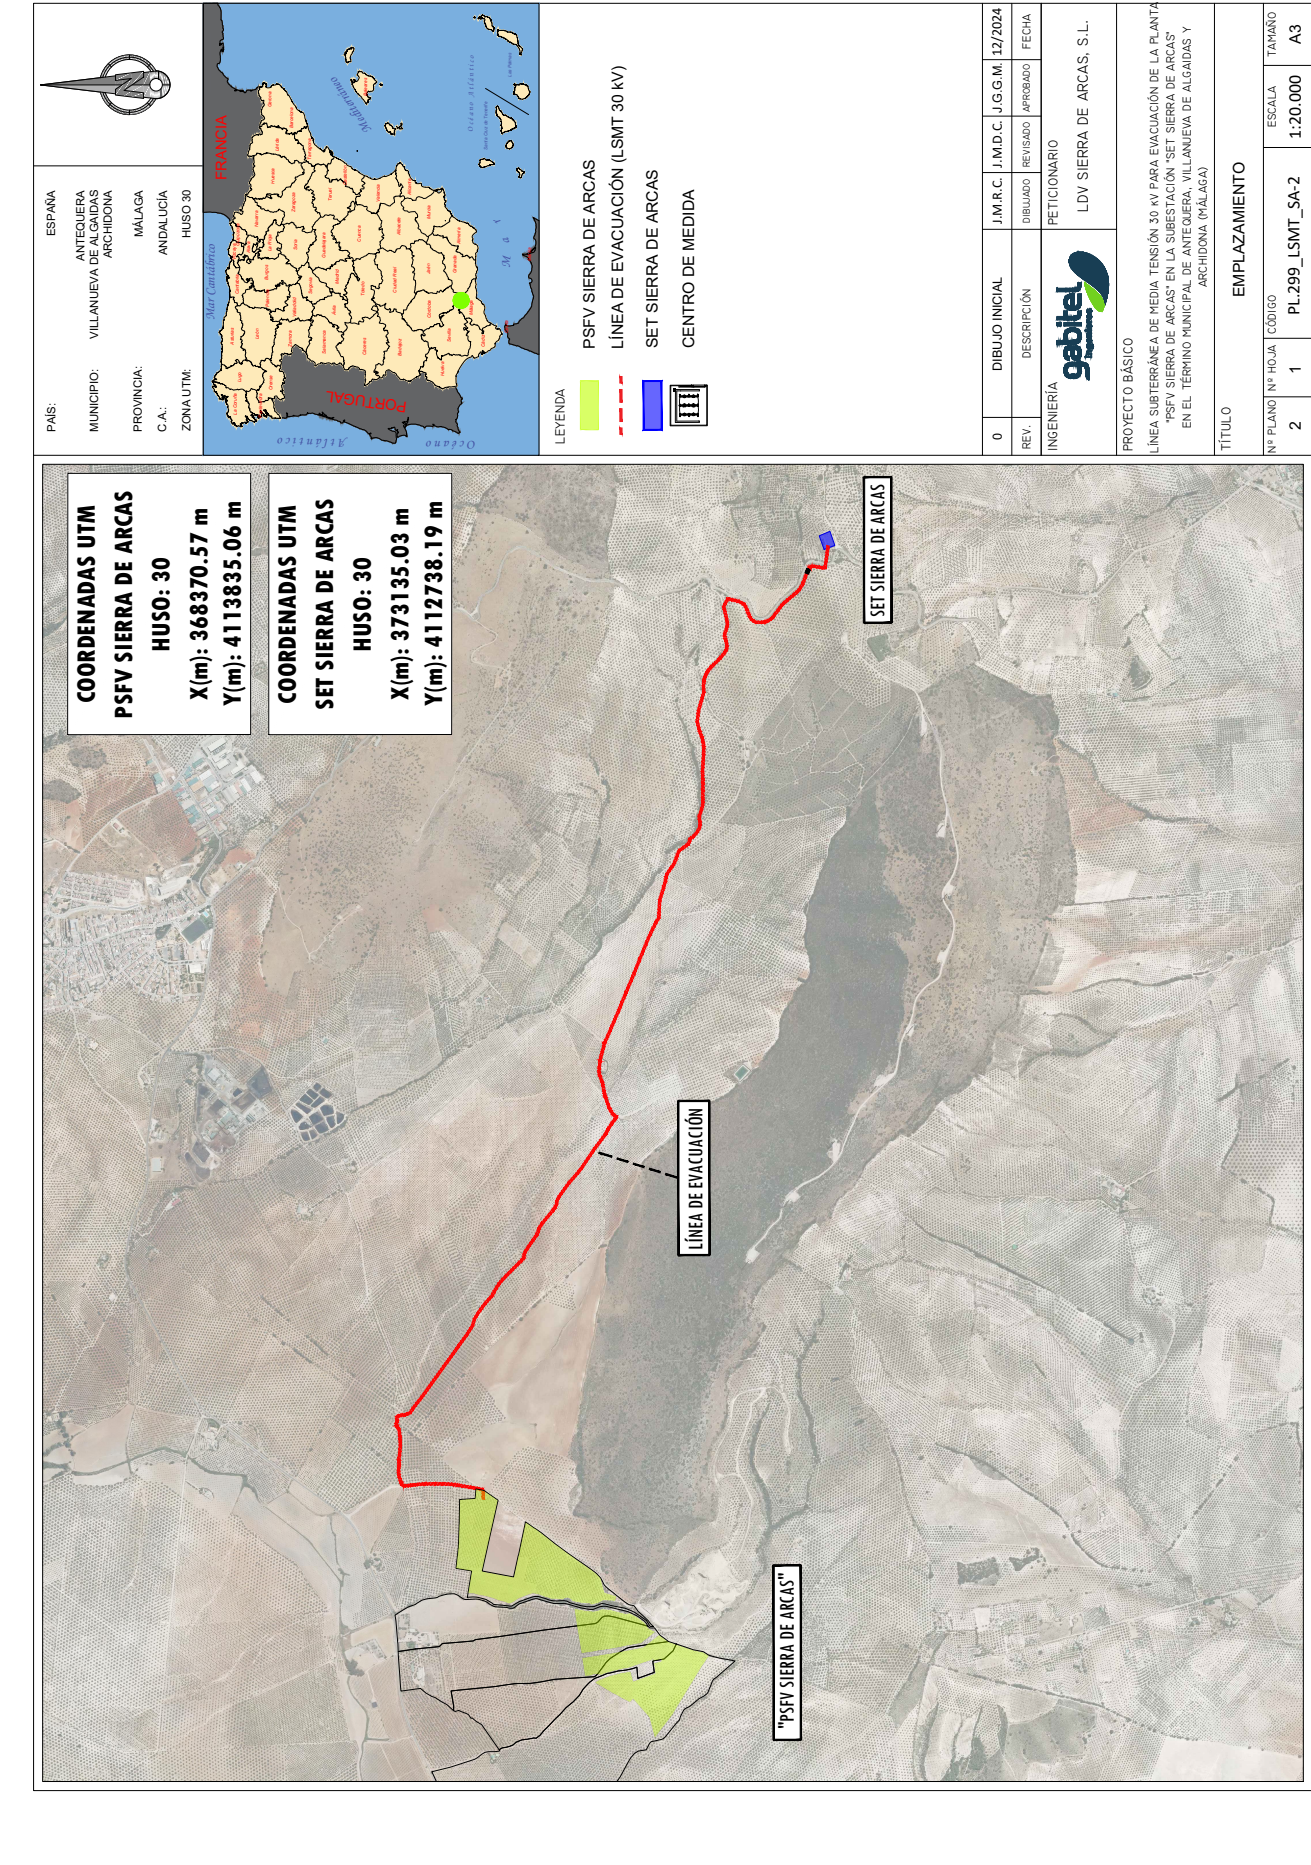 COORDENADAS UTM
PSFV SIERRA DE ARCAS
HUSO: 30
X(m): 368370.57 m
Y(m): 4113835.06 m
COORDENADAS UTM
SET SIERRA DE ARCAS
HUSO: 30
X(m): 373135.03 m
Y(m): 4112738.19 m
SET SIERRA DE ARCAS
LÍNEA DE EVACUACIÓN
"PSFV SIERRA DE ARCAS"
PAÍS: ESPAÑA
MUNICIPIO: ANTEQUERA
VILLANUEVA DE ALGAIDAS
ARCHIDONA
PROVINCIA: MÁLAGA
C.A.: ANDALUCÍA
ZONA UTM: HUSO 30
N
FRANCIA
PORTUGAL
Mar Cantábrico
Mediterráneo
Océano Atlántico
Océano Atlántico
Mar
LEYENDA
PSFV SIERRA DE ARCAS
LÍNEA DE EVACUACIÓN (LSMT 30 kV)
SET SIERRA DE ARCAS
CENTRO DE MEDIDA
0 DIBUJO INICIAL J.M.R.C. J.M.D.C. J.G.G.M. 12/2024
REV. DESCRIPCIÓN DIBUJADO REVISADO APROBADO FECHA
INGENIERÍA
gabitel
Ingenieros
PETICIONARIO
LDV SIERRA DE ARCAS, S.L.
PROYECTO BÁSICO
LÍNEA SUBTERRÁNEA DE MEDIA TENSIÓN 30 kV PARA EVACUACIÓN DE LA PLANTA
"PSFV SIERRA DE ARCAS" EN LA SUBESTACIÓN "SET SIERRA DE ARCAS"
EN EL TÉRMINO MUNICIPAL DE ANTEQUERA, VILLANUEVA DE ALGAIDAS Y
ARCHIDONA (MÁLAGA)
TÍTULO
EMPLAZAMIENTO
Nº PLANO Nº HOJA CÓDIGO ESCALA TAMAÑO
2 1 PL.299_LSMT_SA-2 1:20.000 A3